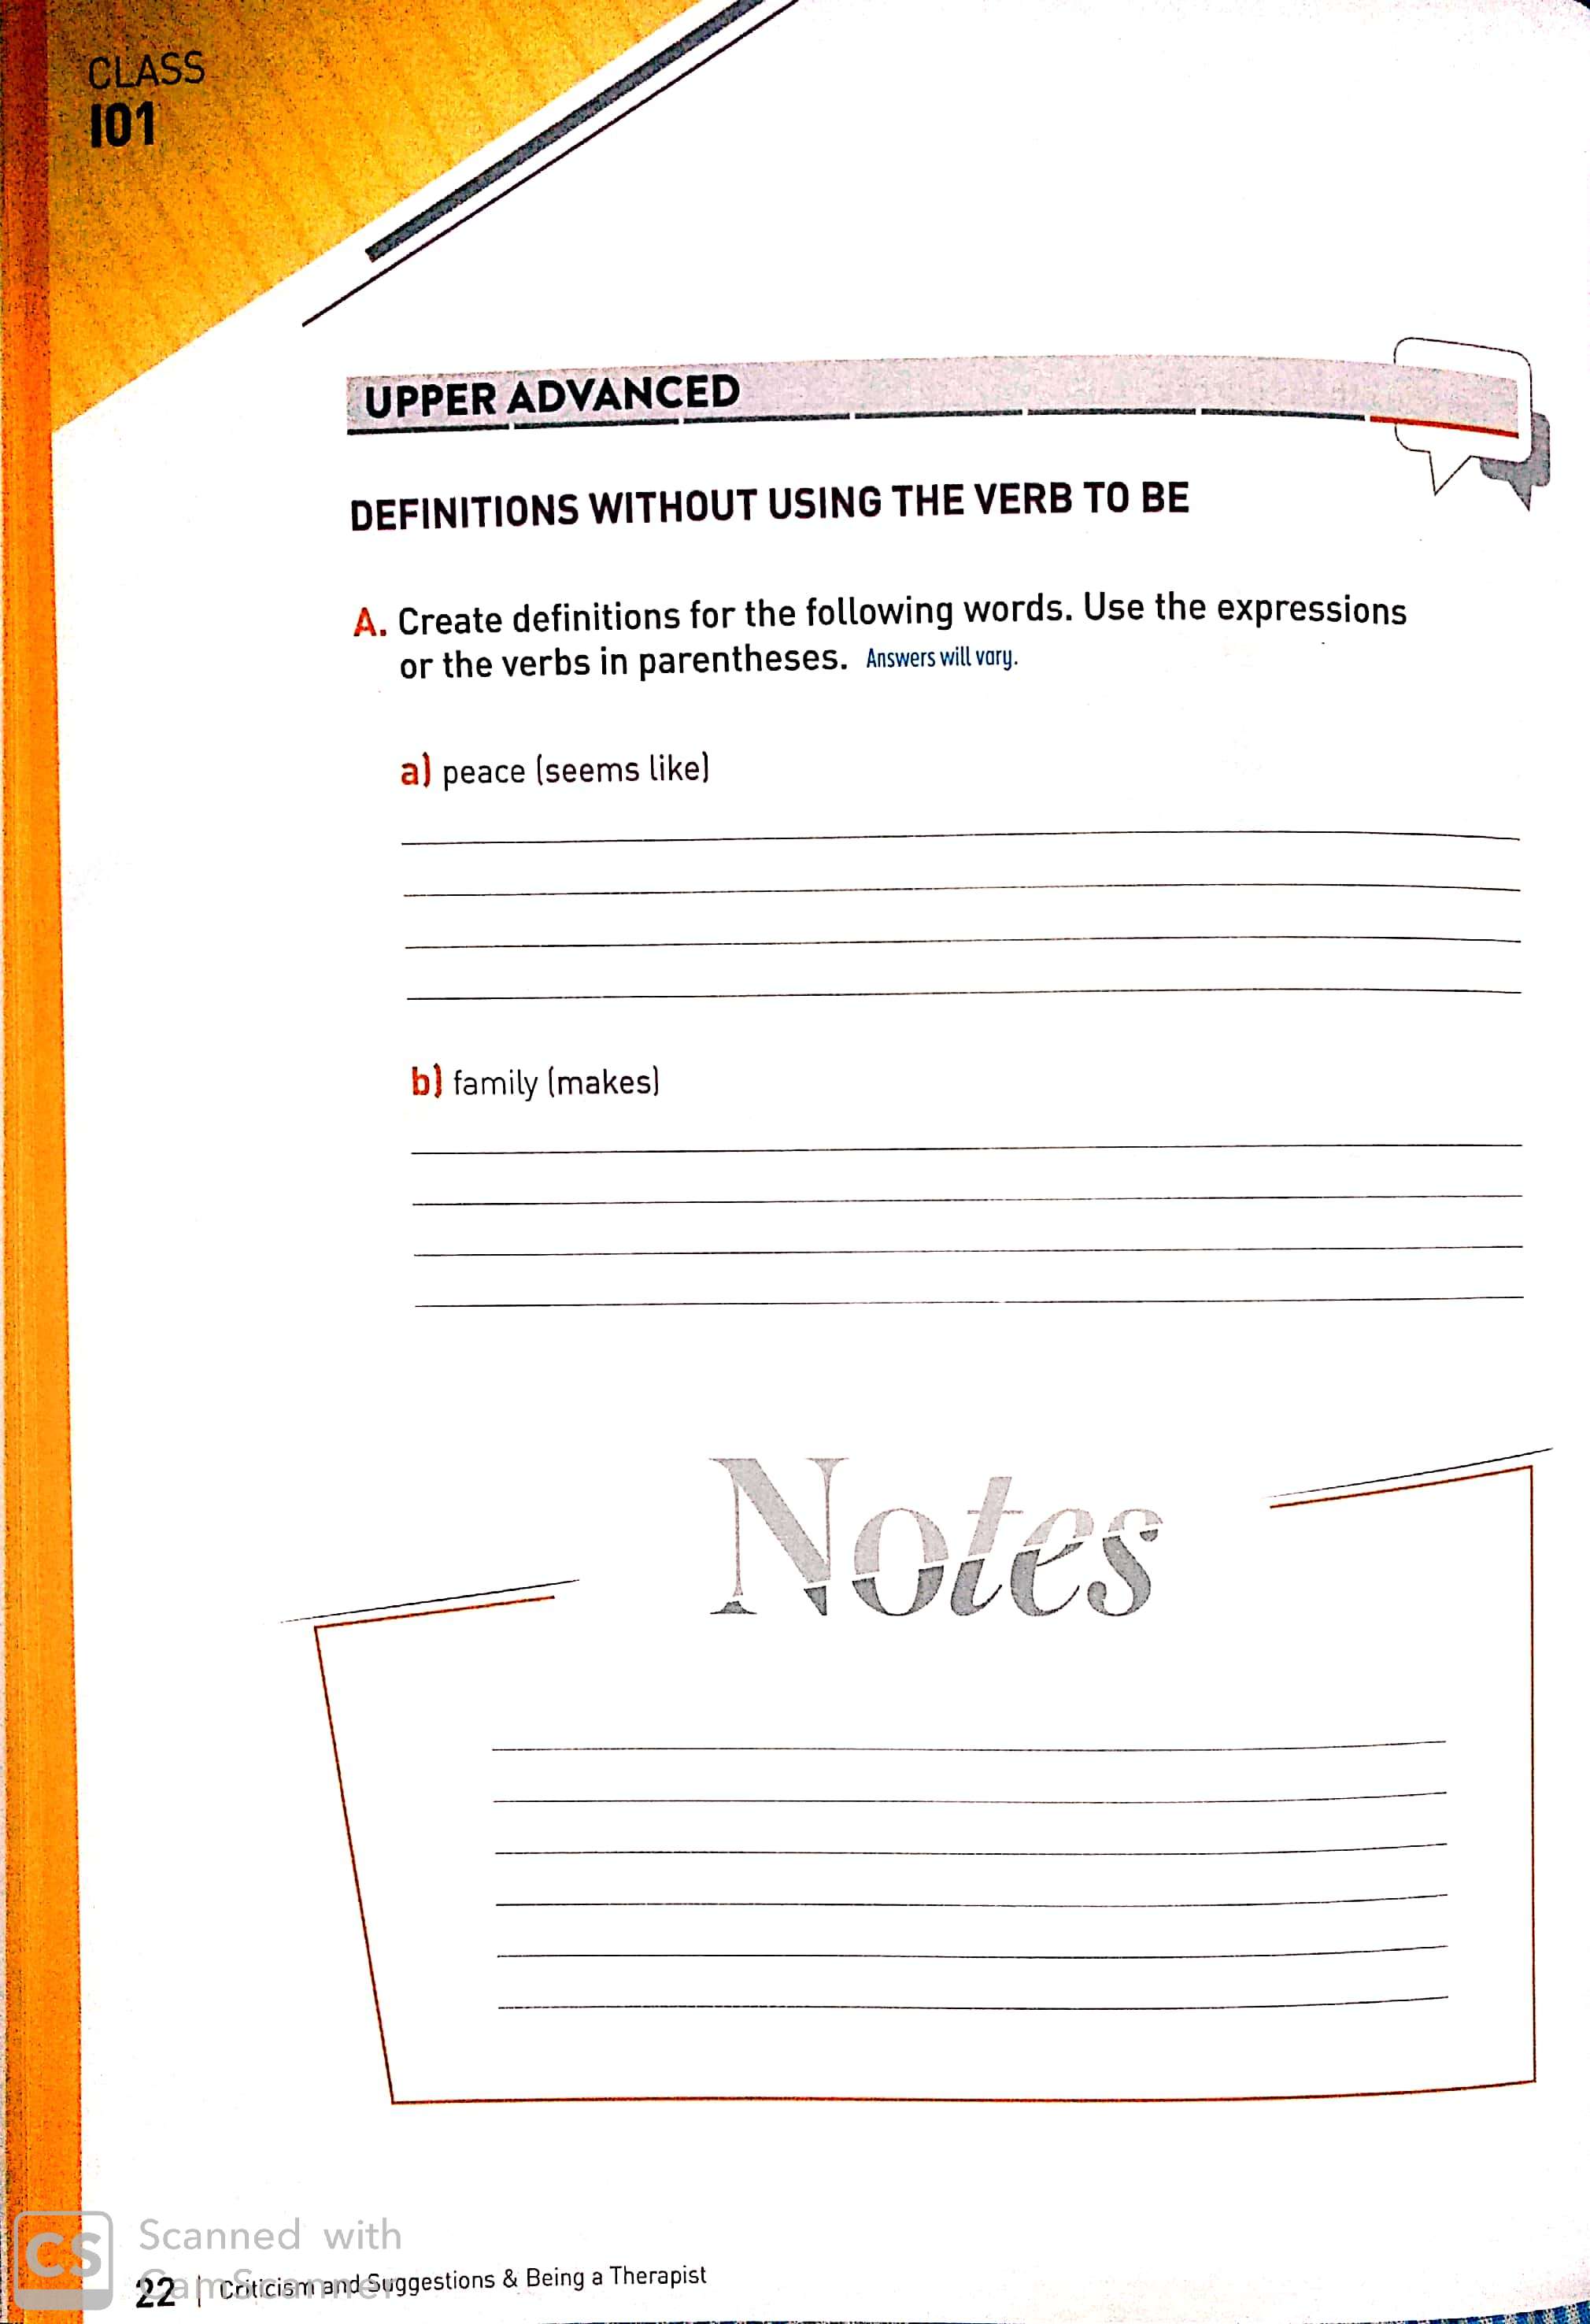 CLASS
101
UPPER ADVANCED
DEFINITIONS WITHOUT USING THE VERB TO BE
A. Create definitions for the following words. Use the expressions
or the verbs in parentheses. Answers will vary.
a) peace (seems like)
b) family (makes)
Notes
CS Scanned with
CamScanner
22 | Criticism and Suggestions & Being a Therapist